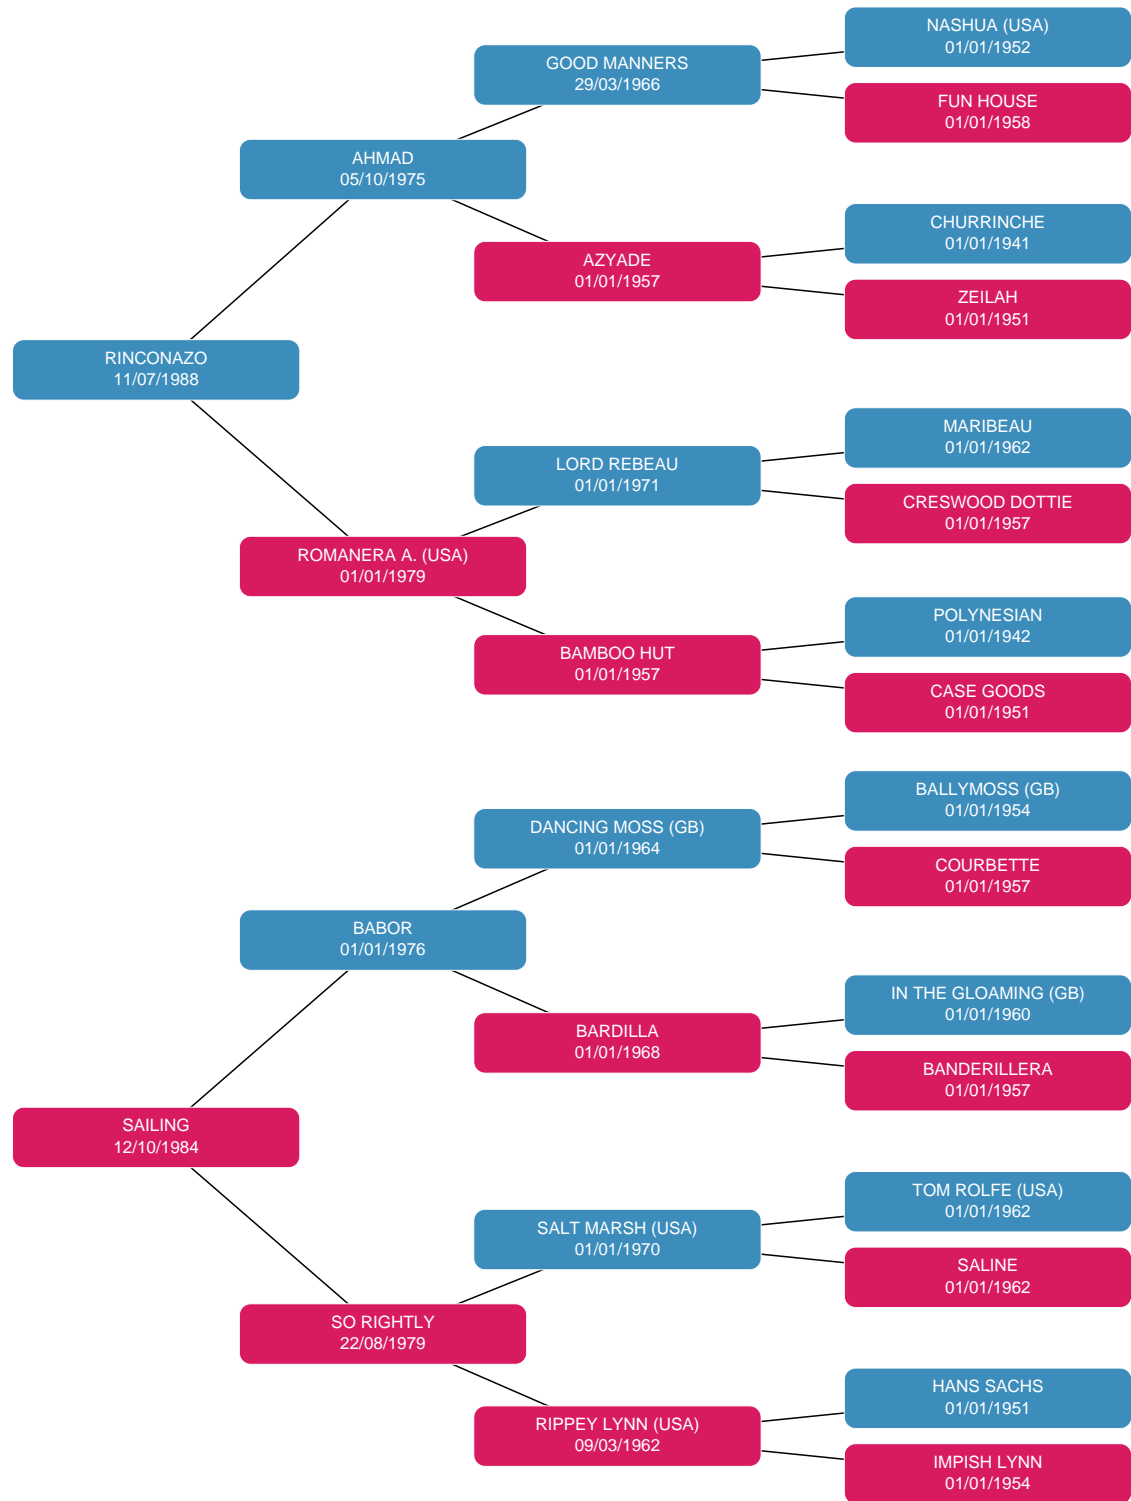 NASHUA (USA)
01/01/1952
GOOD MANNERS
29/03/1966
FUN HOUSE
01/01/1958
AHMAD
05/10/1975
CHURRINCHE
01/01/1941
AZYADE
01/01/1957
ZEILAH
01/01/1951
RINCONAZO
11/07/1988
MARIBEAU
01/01/1962
LORD REBEAU
01/01/1971
CRESWOOD DOTTIE
01/01/1957
ROMANERA A. (USA)
01/01/1979
POLYNESIAN
01/01/1942
BAMBOO HUT
01/01/1957
CASE GOODS
01/01/1951
BALLYMOSS (GB)
01/01/1954
DANCING MOSS (GB)
01/01/1964
COURBETTE
01/01/1957
BABOR
01/01/1976
IN THE GLOAMING (GB)
01/01/1960
BARDILLA
01/01/1968
BANDERILLERA
01/01/1957
SAILING
12/10/1984
TOM ROLFE (USA)
01/01/1962
SALT MARSH (USA)
01/01/1970
SALINE
01/01/1962
SO RIGHTLY
22/08/1979
HANS SACHS
01/01/1951
RIPPEY LYNN (USA)
09/03/1962
IMPISH LYNN
01/01/1954